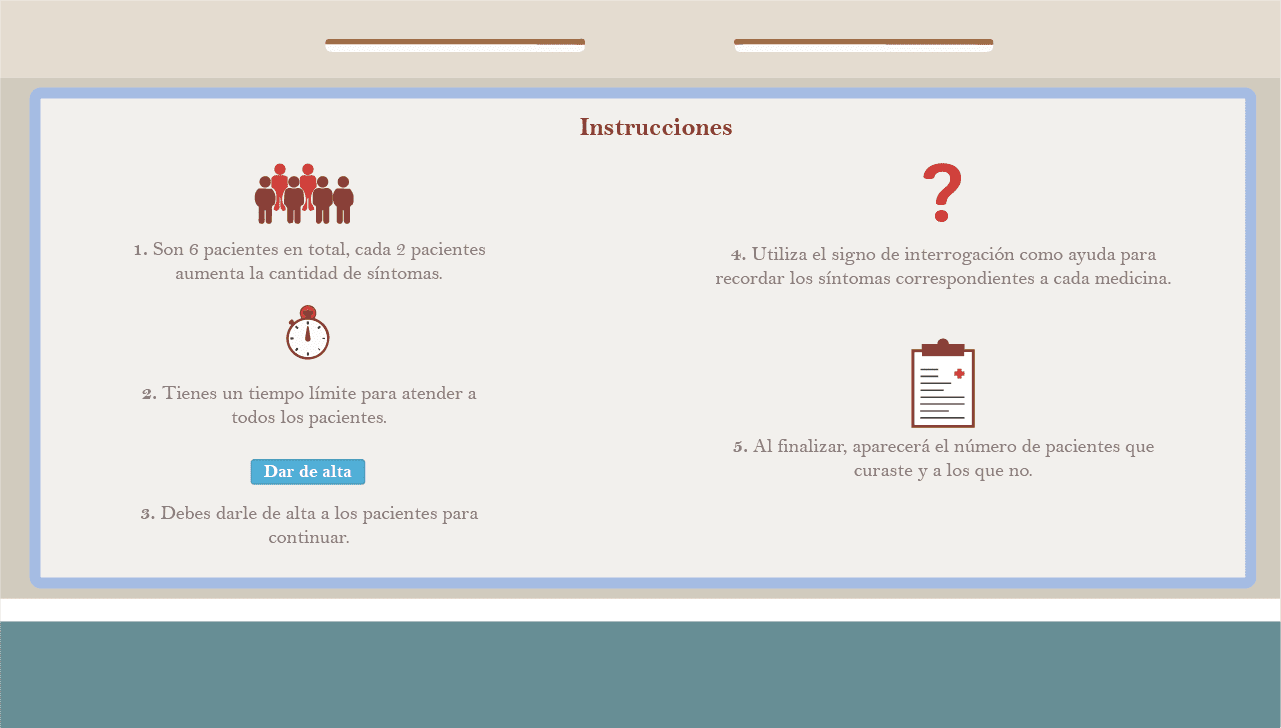 Instrucciones
1. Son 6 pacientes en total, cada 2 pacientes
aumenta la cantidad de síntomas.
2. Tienes un tiempo límite para atender a
todos los pacientes.
Dar de alta
3. Debes darle de alta a los pacientes para
continuar.
?
4. Utiliza el signo de interrogación como ayuda para
recordar los síntomas correspondientes a cada medicina.
5. Al finalizar, aparecerá el número de pacientes que
curaste y a los que no.